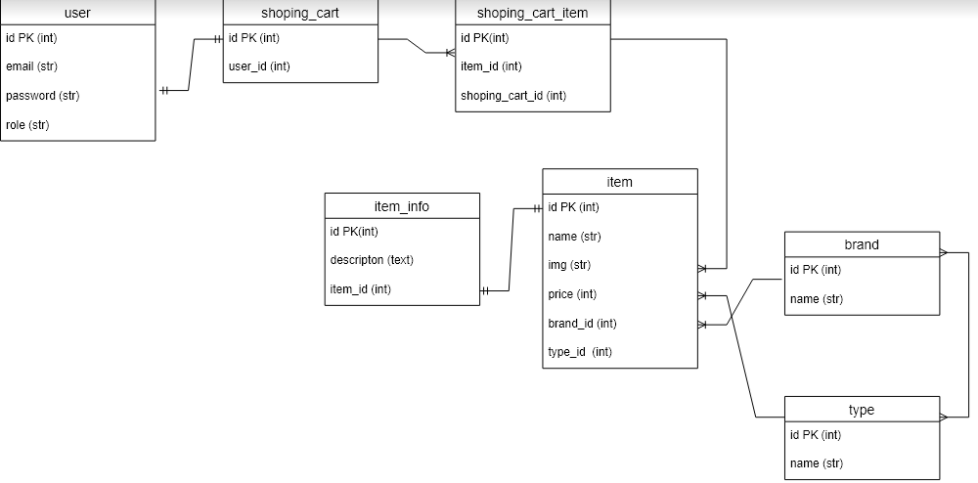 user
id PK (int)
email (str)
password (str)
role (str)
shoping_cart
id PK (int)
user_id (int)
shoping_cart_item
id PK(int)
item_id (int)
shoping_cart_id (int)
item_info
id PK(int)
descripton (text)
item_id (int)
item
id PK (int)
name (str)
img (str)
price (int)
brand_id (int)
type_id (int)
brand
id PK (int)
name (str)
type
id PK (int)
name (str)